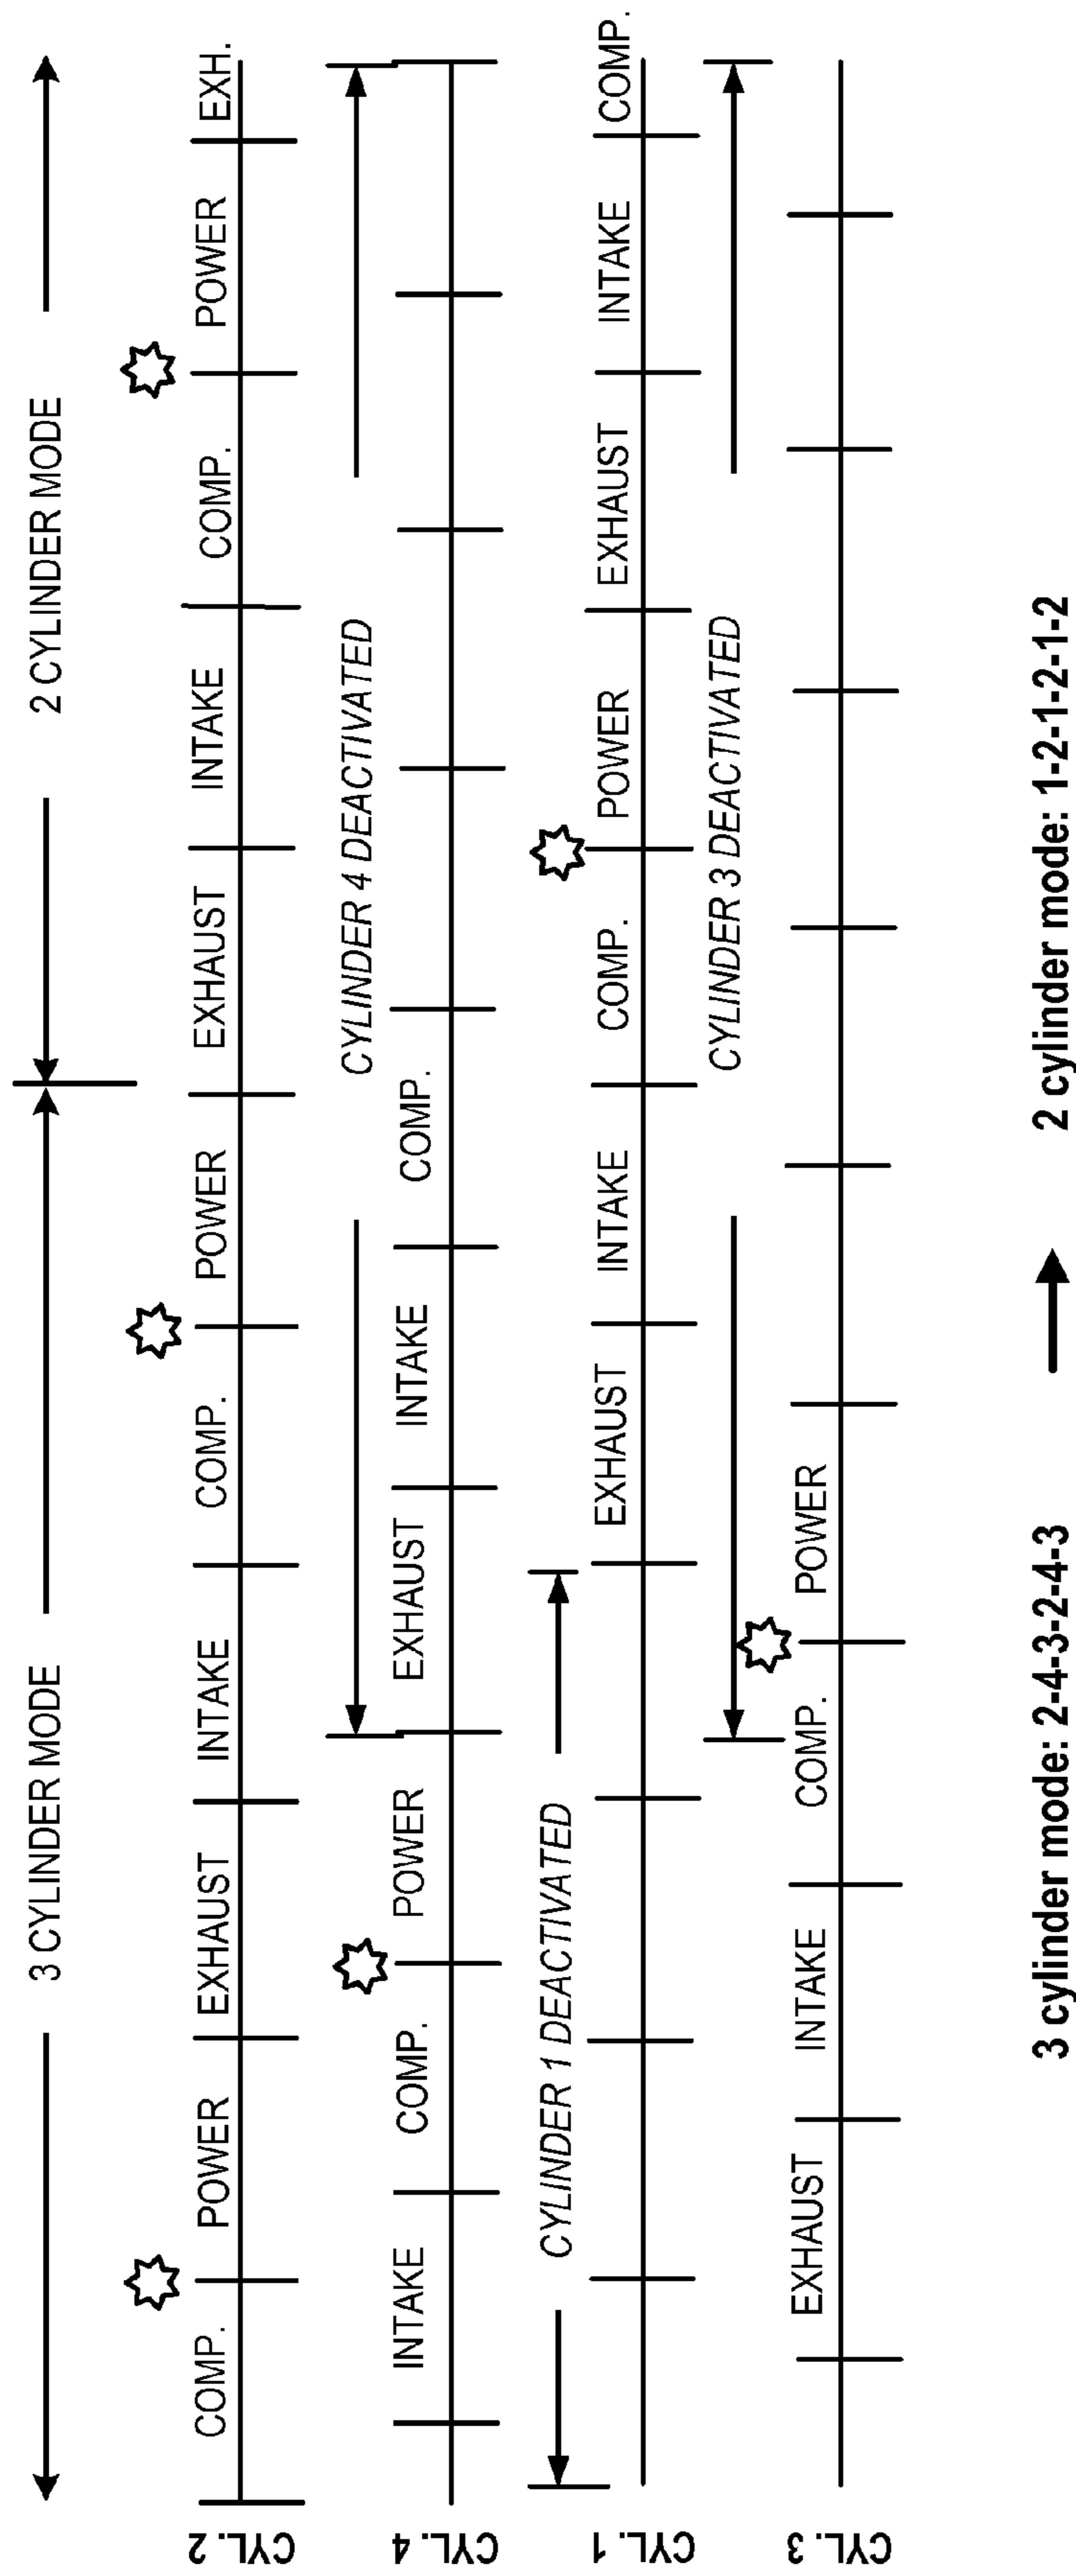 3 CYLINDER MODE
2 CYLINDER MODE
CYL. 2
COMP.
POWER
EXHAUST
INTAKE
COMP.
POWER
EXHAUST
INTAKE
COMP.
POWER
EXH.
CYLINDER 4 DEACTIVATED
CYL. 4
INTAKE
COMP.
POWER
EXHAUST
INTAKE
COMP.
CYLINDER 1 DEACTIVATED
CYL. 1
EXHAUST
INTAKE
COMP.
POWER
EXHAUST
INTAKE
COMP.
CYLINDER 3 DEACTIVATED
CYL. 3
EXHAUST
INTAKE
COMP.
POWER
3 cylinder mode: 2-4-3-2-4-3
2 cylinder mode: 1-2-1-2-1-2